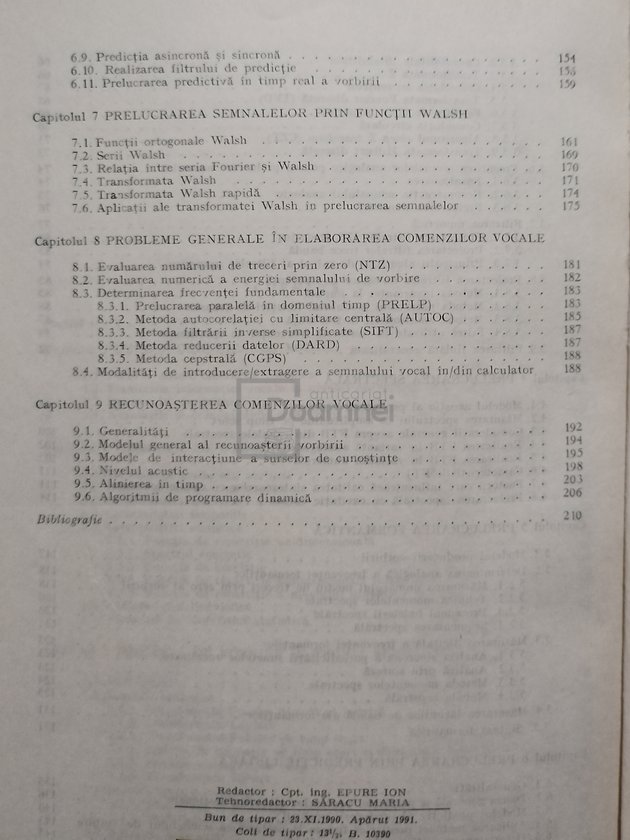 6.9. Predicția asincronă și sincronă . . . . . . . . . . . . . . . . . . . 154
6.10. Realizarea filtrului de predicție . . . . . . . . . . . . . . . . . .
6.11. Prelucrarea predictivă în timp real a vorbirii . . . . . . . . . . . . 159
Capitolul 7 PRELUCRAREA SEMNALELOR PRIN FUNCȚII WALSH
7.1. Funcții ortogonale Walsh . . . . . . . . . . . . . . . . . . . . . 161
7.2. Serii Walsh . . . . . . . . . . . . . . . . . . . . . . . . . . 169
7.3. Relația între seria Fourier și Walsh . . . . . . . . . . . . . . . . 170
7.4. Transformata Walsh . . . . . . . . . . . . . . . . . . . . . . . 171
7.5. Transformata Walsh rapidă . . . . . . . . . . . . . . . . . . . . 174
7.6. Aplicații ale transformatei Walsh în prelucrarea semnalelor . . . . . . 175
Capitolul 8 PROBLEME GENERALE ÎN ELABORAREA COMENZILOR VOCALE
8.1. Evaluarea numărului de treceri prin zero (NTZ) . . . . . . . . . . 181
8.2. Evaluarea numerică a energiei semnalului de vorbire . . . . . . . . . 182
8.3. Determinarea frecvenței fundamentale . . . . . . . . . . . . . . . . 183
8.3.1. Prelucrarea paralelă în domeniul timp (PRELP) . . . . . . . . 183
8.3.2. Metoda autocorelației cu limitare centrală (AUTOC) . . . . . . 185
8.3.3. Metoda filtrării inverse simplificate (SIFT) . . . . . . . . . . 187
8.3.4. Metoda reducerii datelor (DARD) . . . . . . . . . . . . . . 187
8.3.5. Metoda cepstrală (CGPS) . . . . . . . . . . . . . . . . . . 188
8.4. Modalități de introducere/extragere a semnalului vocal în/din calculator 188
anticariat
Doamnei
Capitolul 9 RECUNOAȘTEREA COMENZILOR VOCALE
9.1. Generalități . . . . . . . . . . . . . . . . . . . . . . . . . . 192
9.2. Modelul general al recunoașterii vorbirii . . . . . . . . . . . . . . 194
9.3. Modele de interacțiune a surselor de cunoștințe . . . . . . . . . . . 195
9.4. Nivelul acustic . . . . . . . . . . . . . . . . . . . . . . . . . 198
9.5. Alinierea în timp . . . . . . . . . . . . . . . . . . . . . . . . 203
9.6. Algoritmii de programare dinamică . . . . . . . . . . . . . . . . 206
Bibliografie . . . . . . . . . . . . . . . . . . . . . . . . . . . . . 210
Redactor : Cpt. ing. EPURE ION
Tehnoredactor : SARACU MARIA
Bun de tipar : 23.XI.1990. Apărut 1991.
Coli de tipar : 13½, B. 10390